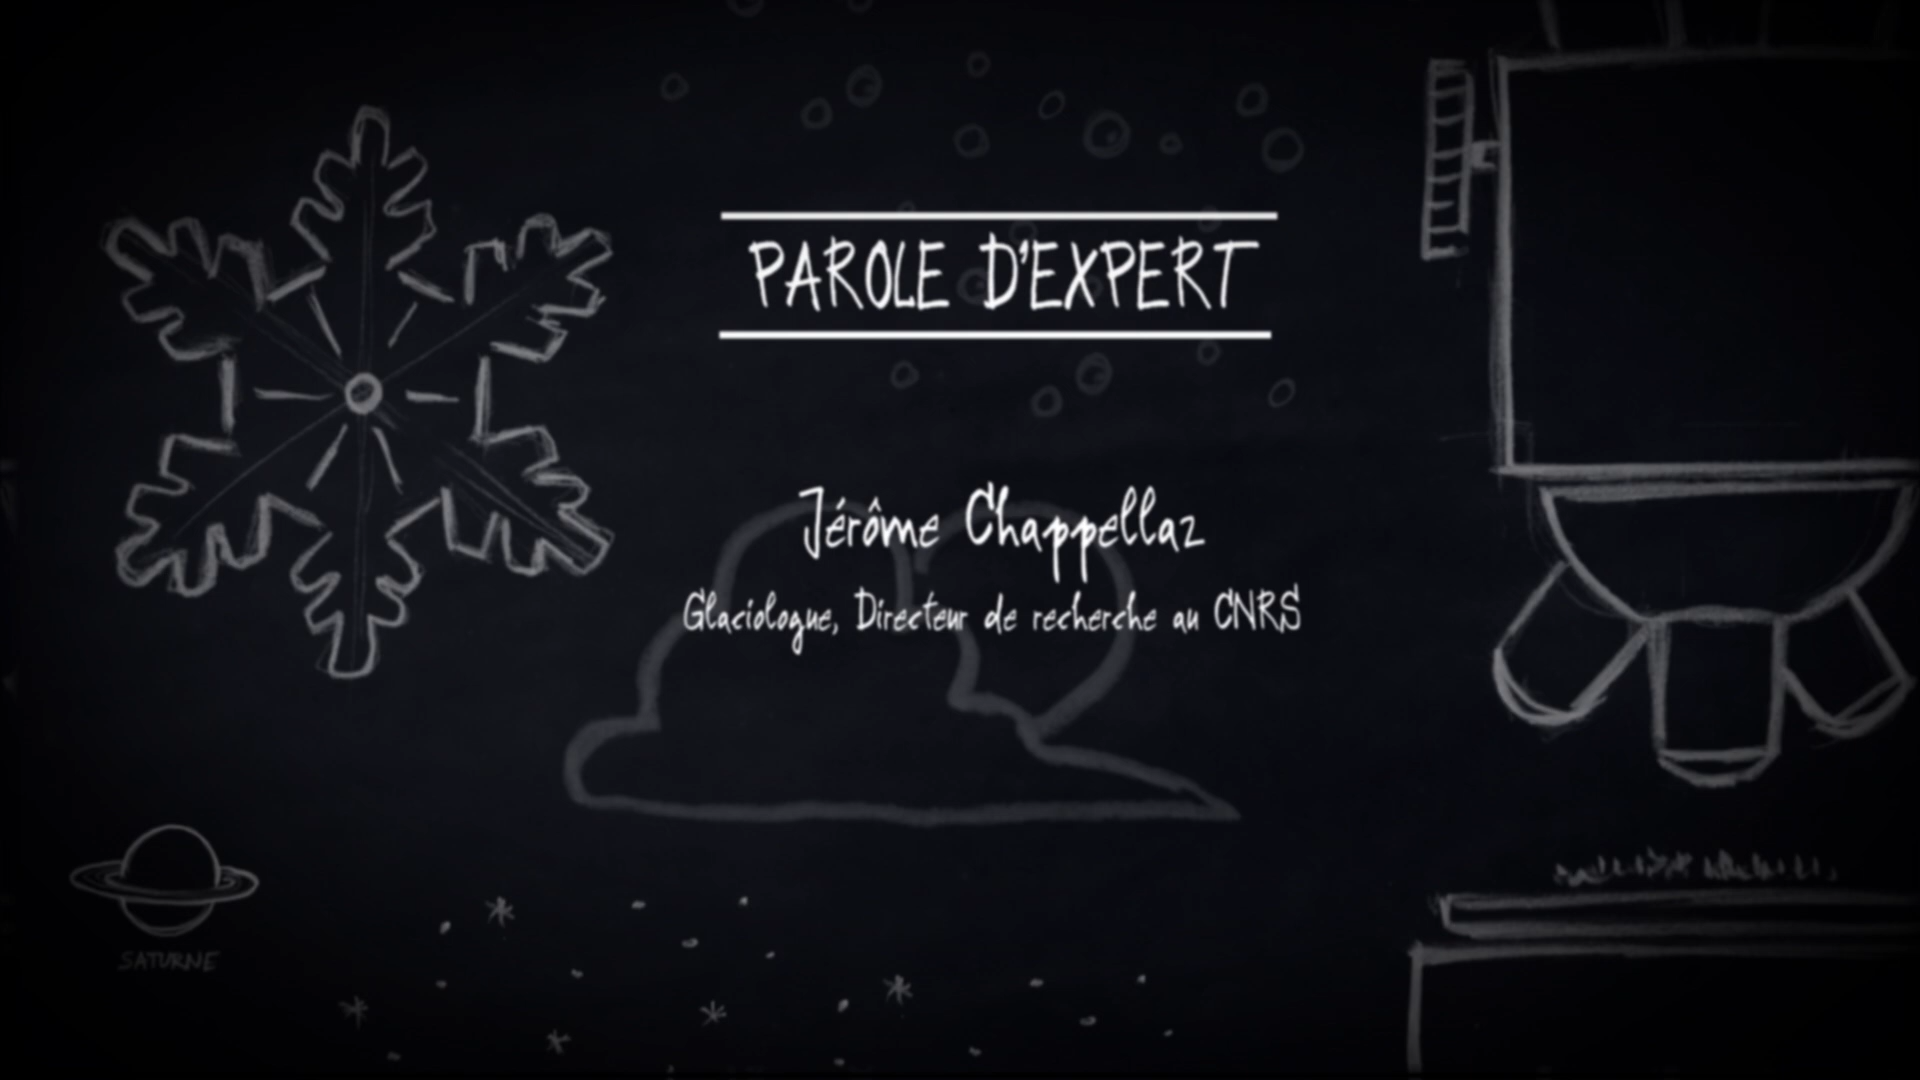 PAROLE D'EXPERT
Jérôme Chappellaz
Glaciologue, Directeur de recherche au CNRS
SATURNE